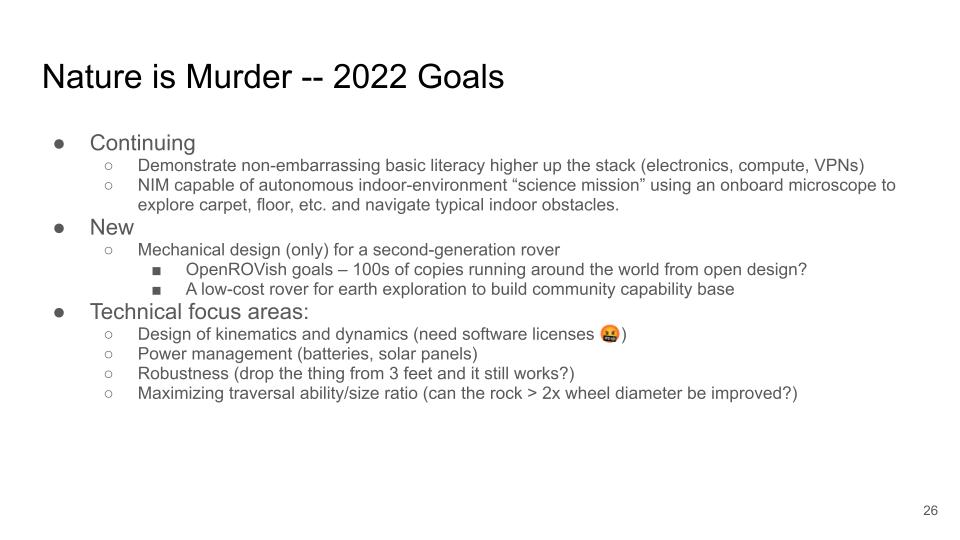 Nature is Murder -- 2022 Goals
● Continuing
○ Demonstrate non-embarrassing basic literacy higher up the stack (electronics, compute, VPNs)
○ NIM capable of autonomous indoor-environment “science mission” using an onboard microscope to
explore carpet, floor, etc. and navigate typical indoor obstacles.
● New
○ Mechanical design (only) for a second-generation rover
■ OpenROVish goals – 100s of copies running around the world from open design?
■ A low-cost rover for earth exploration to build community capability base
● Technical focus areas:
○ Design of kinematics and dynamics (need software licenses 🤬)
○ Power management (batteries, solar panels)
○ Robustness (drop the thing from 3 feet and it still works?)
○ Maximizing traversal ability/size ratio (can the rock > 2x wheel diameter be improved?)
26